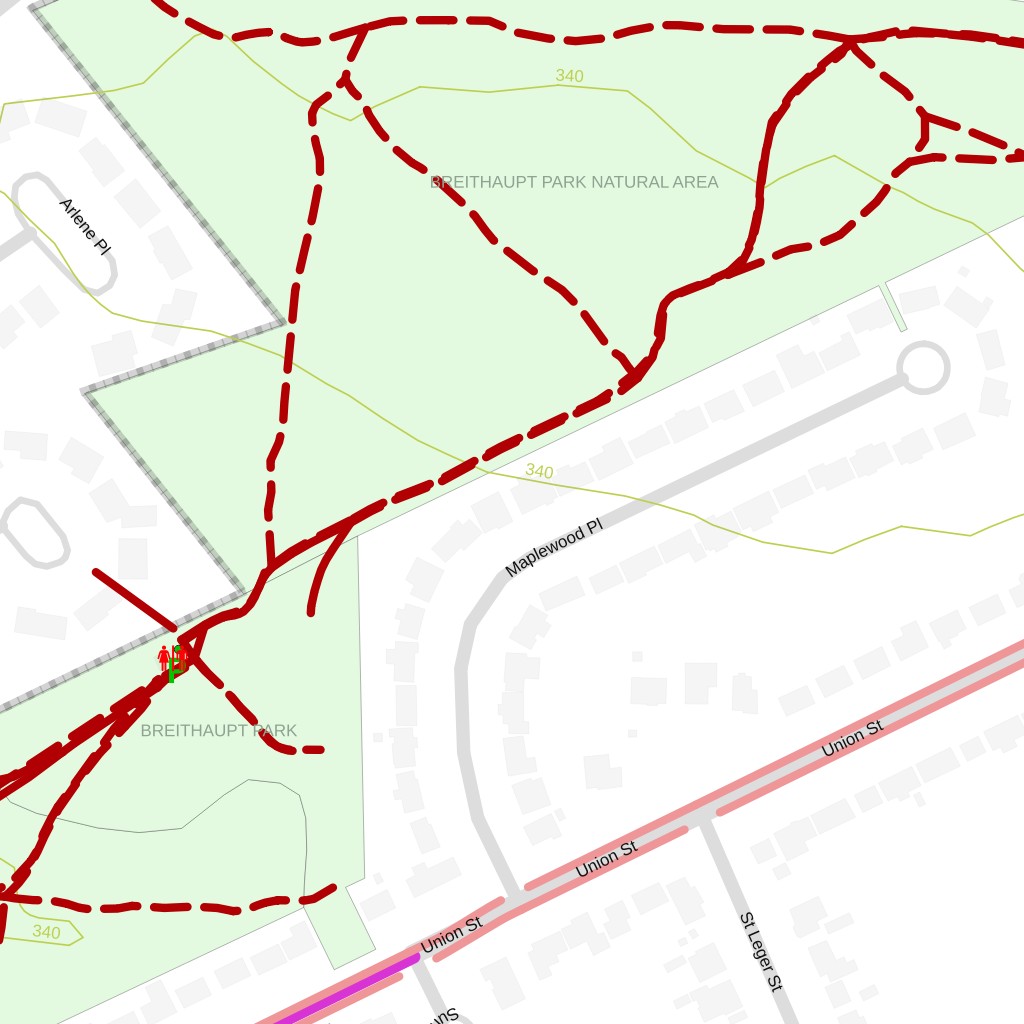 340
BREITHAUPT PARK NATURAL AREA
Arlene Pl
340
Maplewood Pl
BREITHAUPT PARK
Union St
Union St
Union St
340
St Leger St